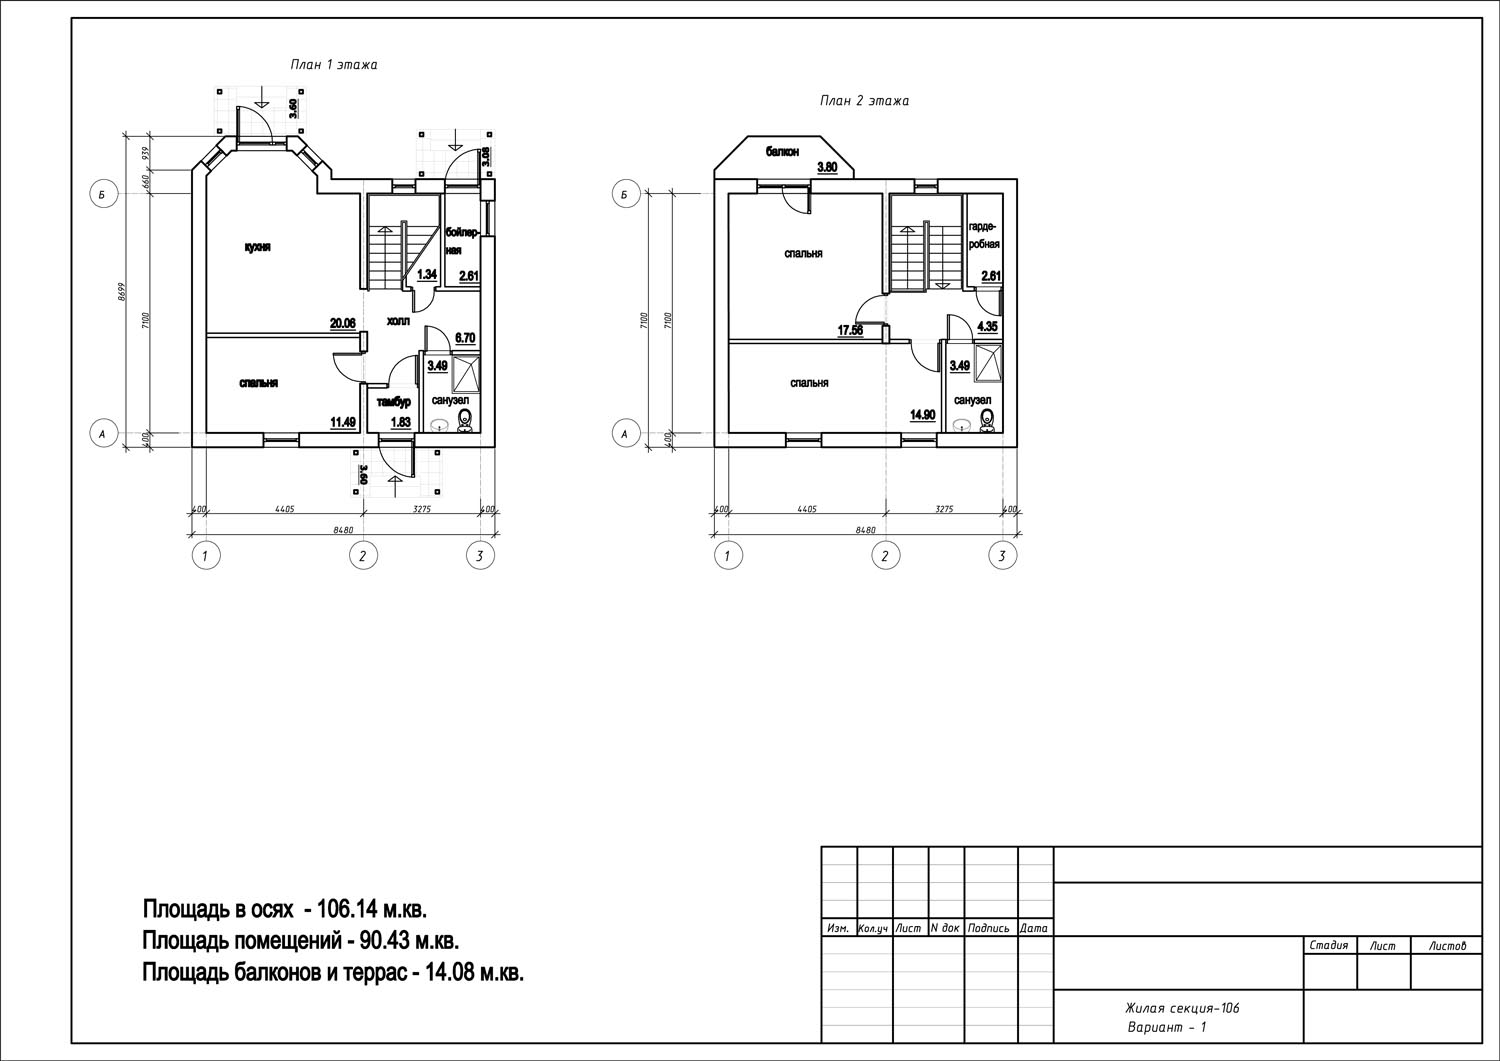 План 1 этажа
3.60
3.08
939
660
7100
8699
400
Б
А
кухня
20.06
1.34
бойлер-
ная
2.61
холл
6.70
3.49
санузел
спальня
11.49
тамбур
1.83
3.60
400
4405
3275
400
8480
1
2
3
План 2 этажа
балкон
3.80
Б
А
7100
7100
400
спальня
17.56
гарде-
робная
2.61
4.35
3.49
санузел
спальня
14.90
400
4405
3275
400
8480
1
2
3
Площадь в осях - 106.14 м.кв.
Площадь помещений - 90.43 м.кв.
Площадь балконов и террас - 14.08 м.кв.
Изм. Кол.уч Лист N док Подпись Дата
Стадия Лист Листов
Жилая секция-106
Вариант - 1